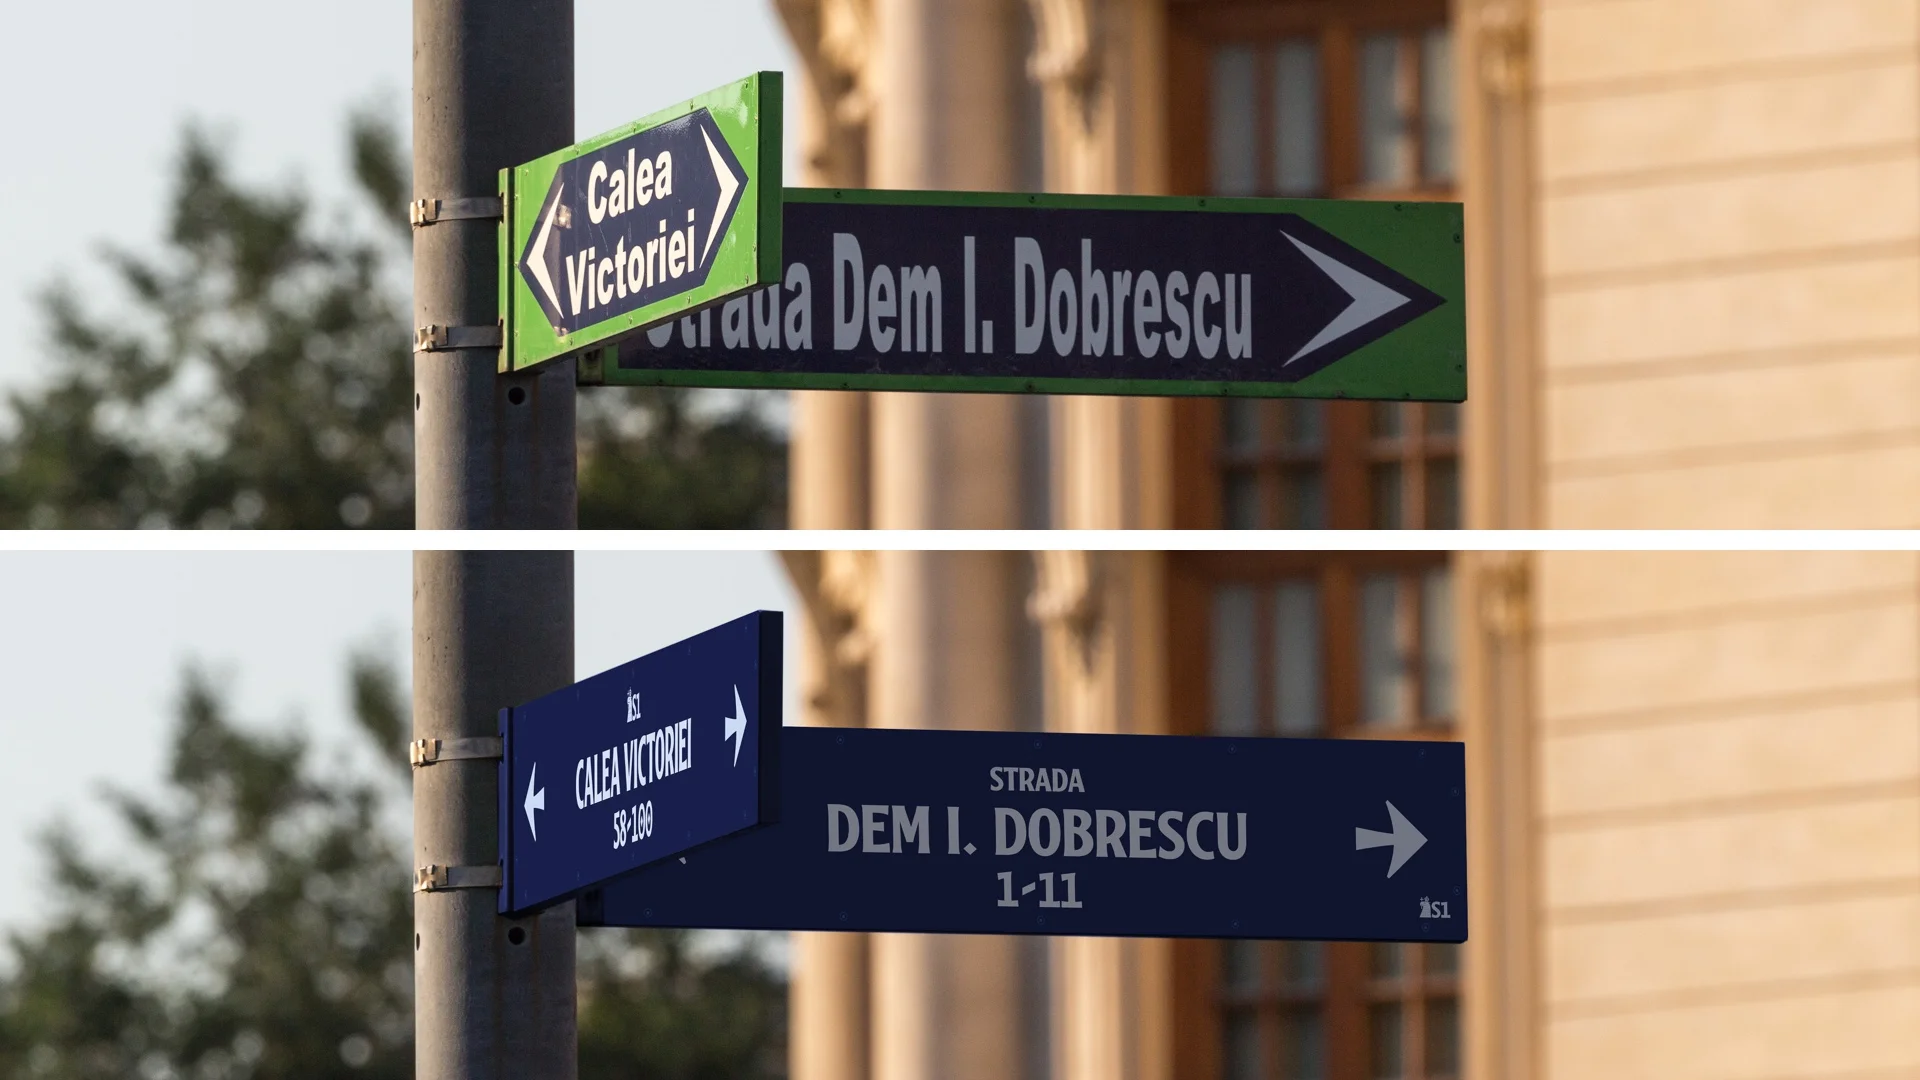 Calea
Victoriei
Strada Dem I. Dobrescu
S1
CALEA VICTORIEI
58-100
STRADA
DEM I. DOBRESCU
1-11
S1